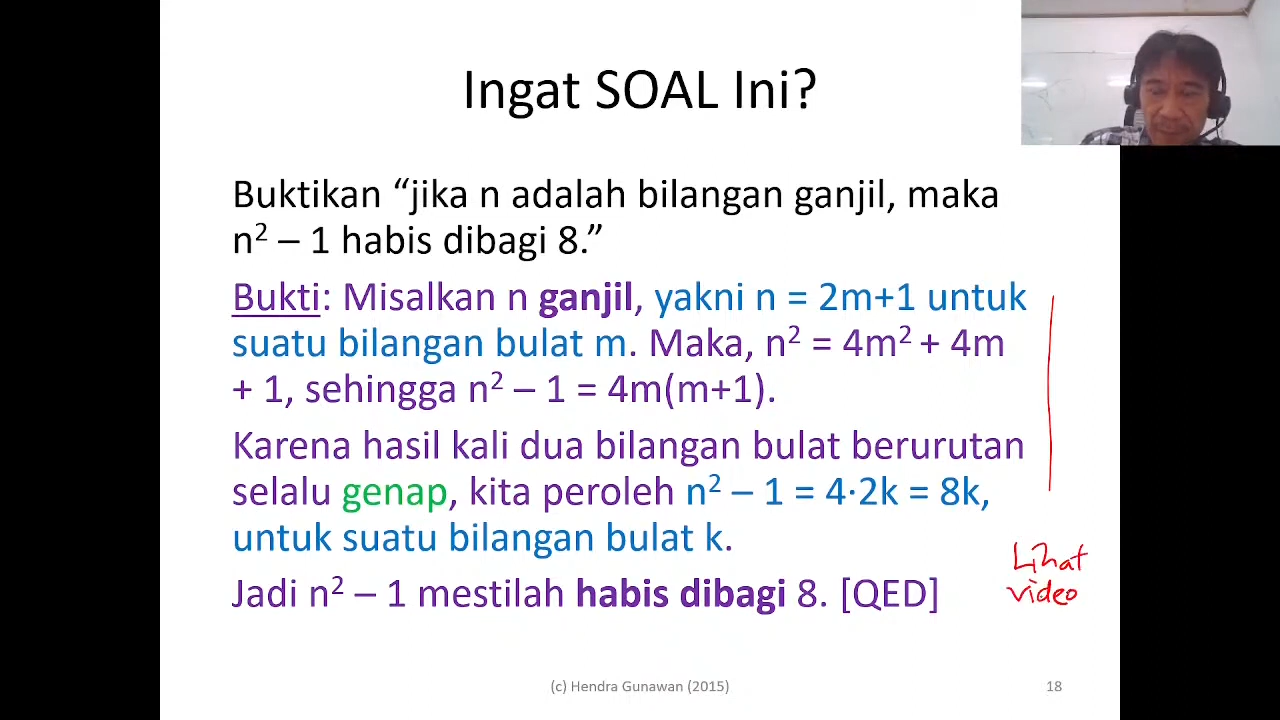 Ingat SOAL Ini?
Buktikan “jika n adalah bilangan ganjil, maka
n² – 1 habis dibagi 8.”
Bukti: Misalkan n ganjil, yakni n = 2m+1 untuk
suatu bilangan bulat m. Maka, n² = 4m² + 4m
+ 1, sehingga n² – 1 = 4m(m+1).
Karena hasil kali dua bilangan bulat berurutan
selalu genap, kita peroleh n² – 1 = 4·2k = 8k,
untuk suatu bilangan bulat k.
Jadi n² – 1 mestilah habis dibagi 8. [QED]
Lihat
video
(c) Hendra Gunawan (2015)
18